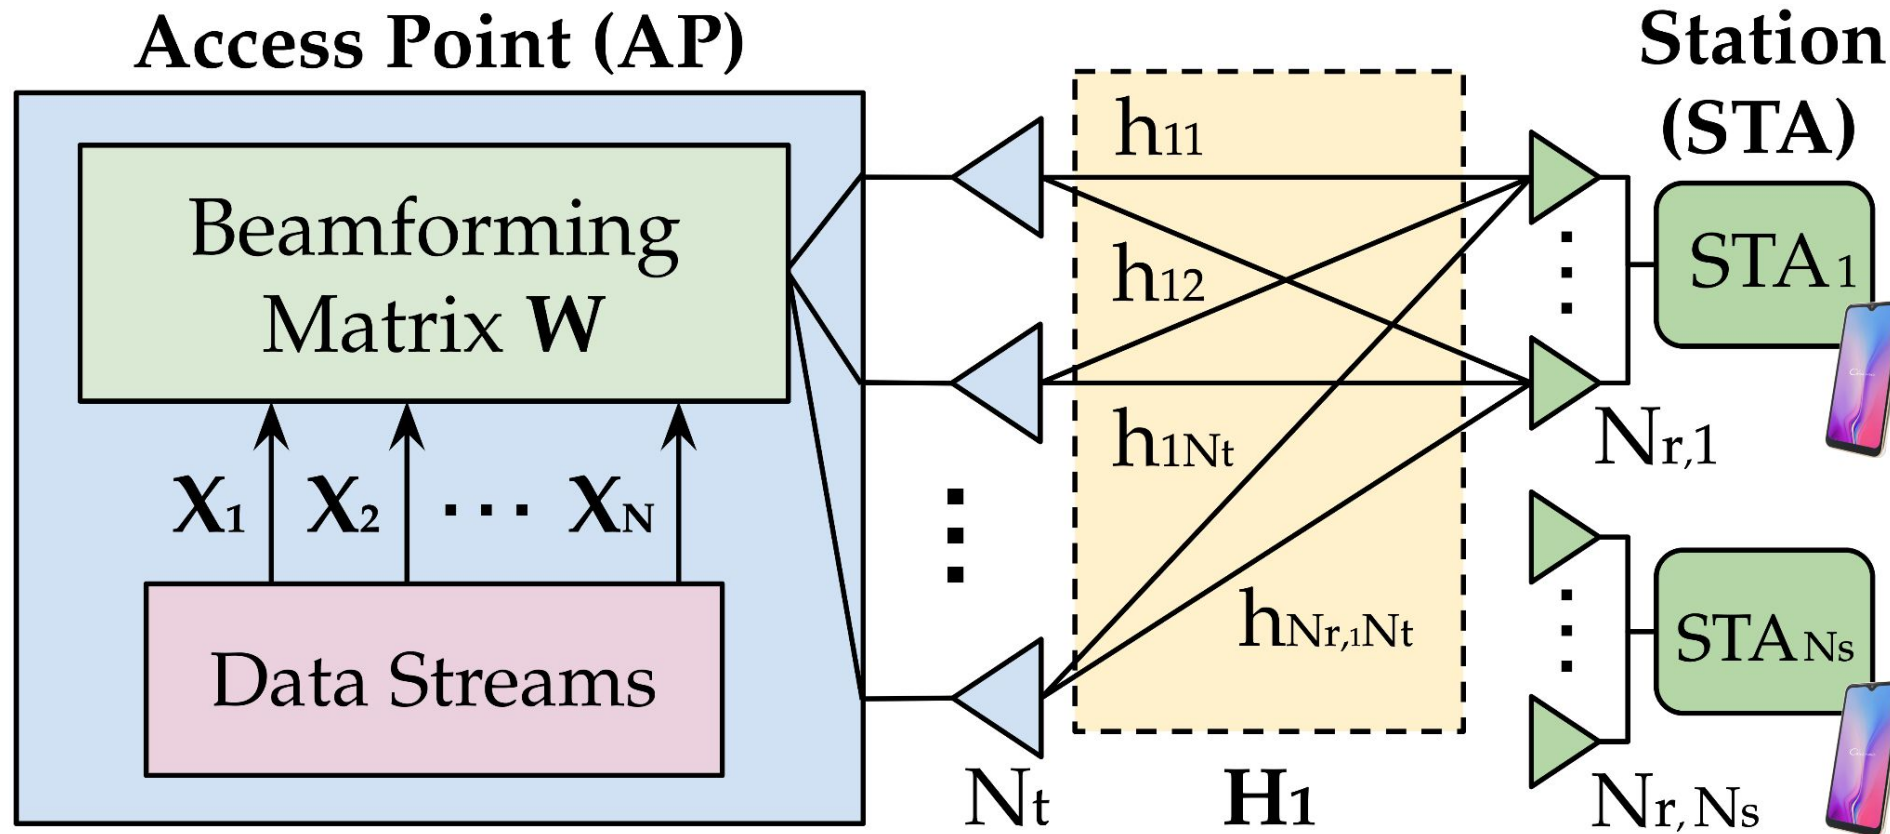 Access Point (AP)
Station
(STA)
Beamforming
Matrix W
X1 X2 ... XN
Data Streams
h11
h12
h1Nt
hNr,1Nt
Nt
H1
STA1
Nr,1
STANs
Nr,Ns